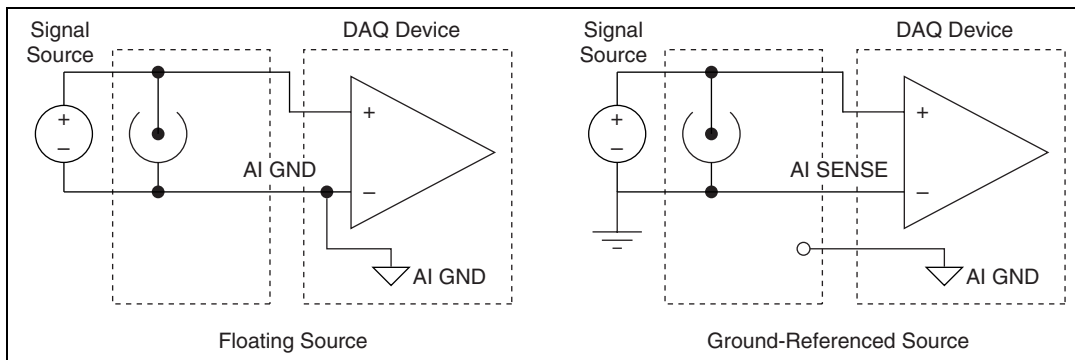 Signal
Source
DAQ Device
+
−
+
−
AI GND
AI GND
Floating Source
Signal
Source
DAQ Device
+
−
+
−
AI SENSE
AI GND
Ground-Referenced Source